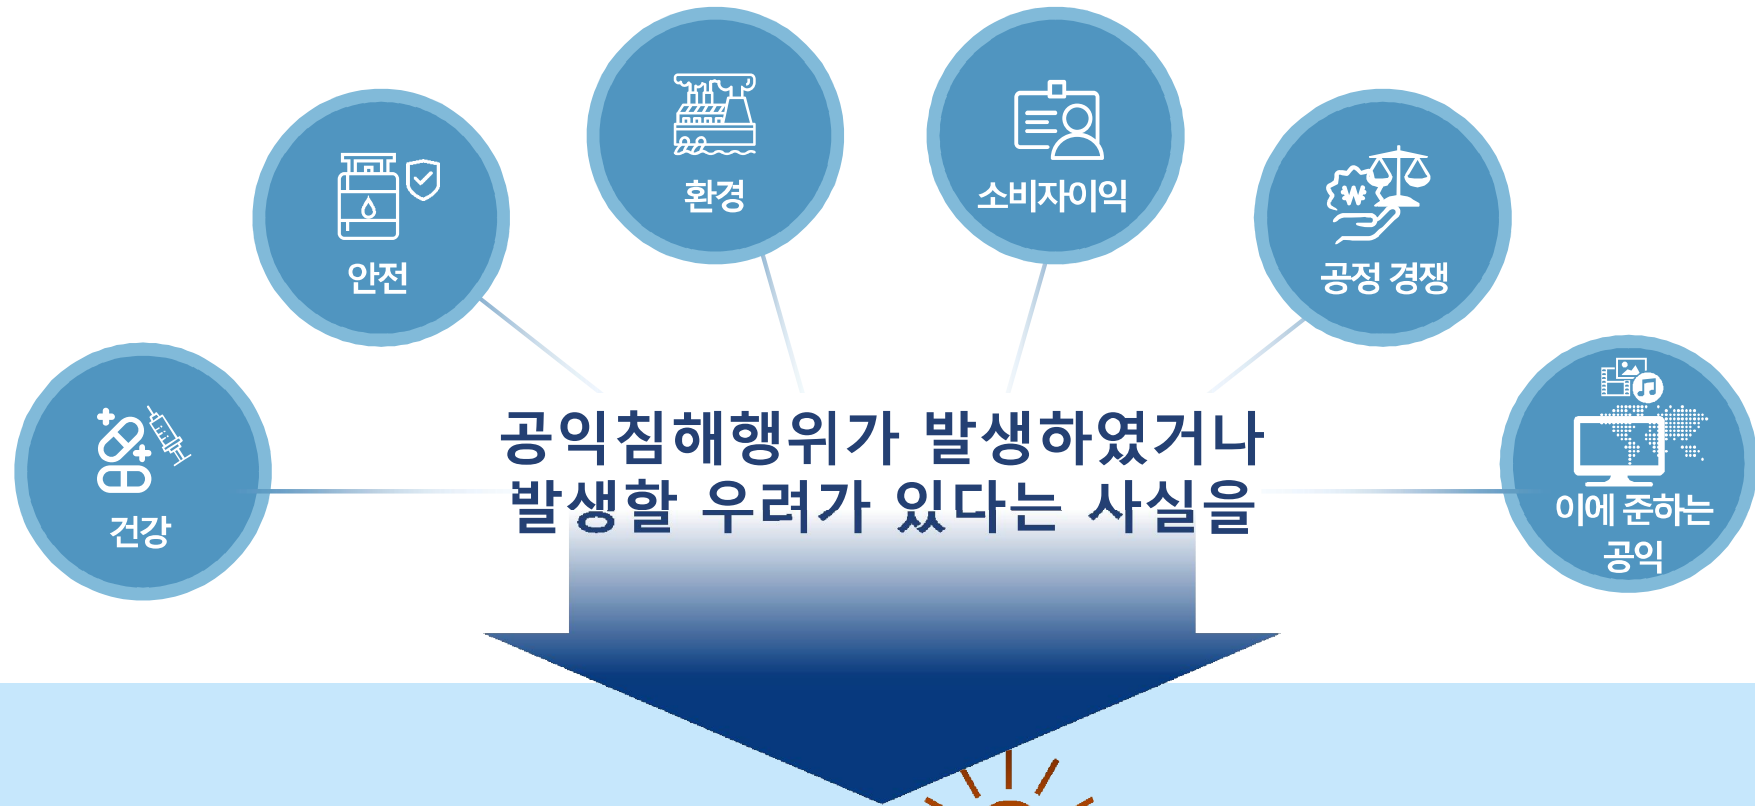 건강
안전
환경
소비자이익
공정 경쟁
이에 준하는
공익
공익침해행위가 발생하였거나
발생할 우려가 있다는 사실을